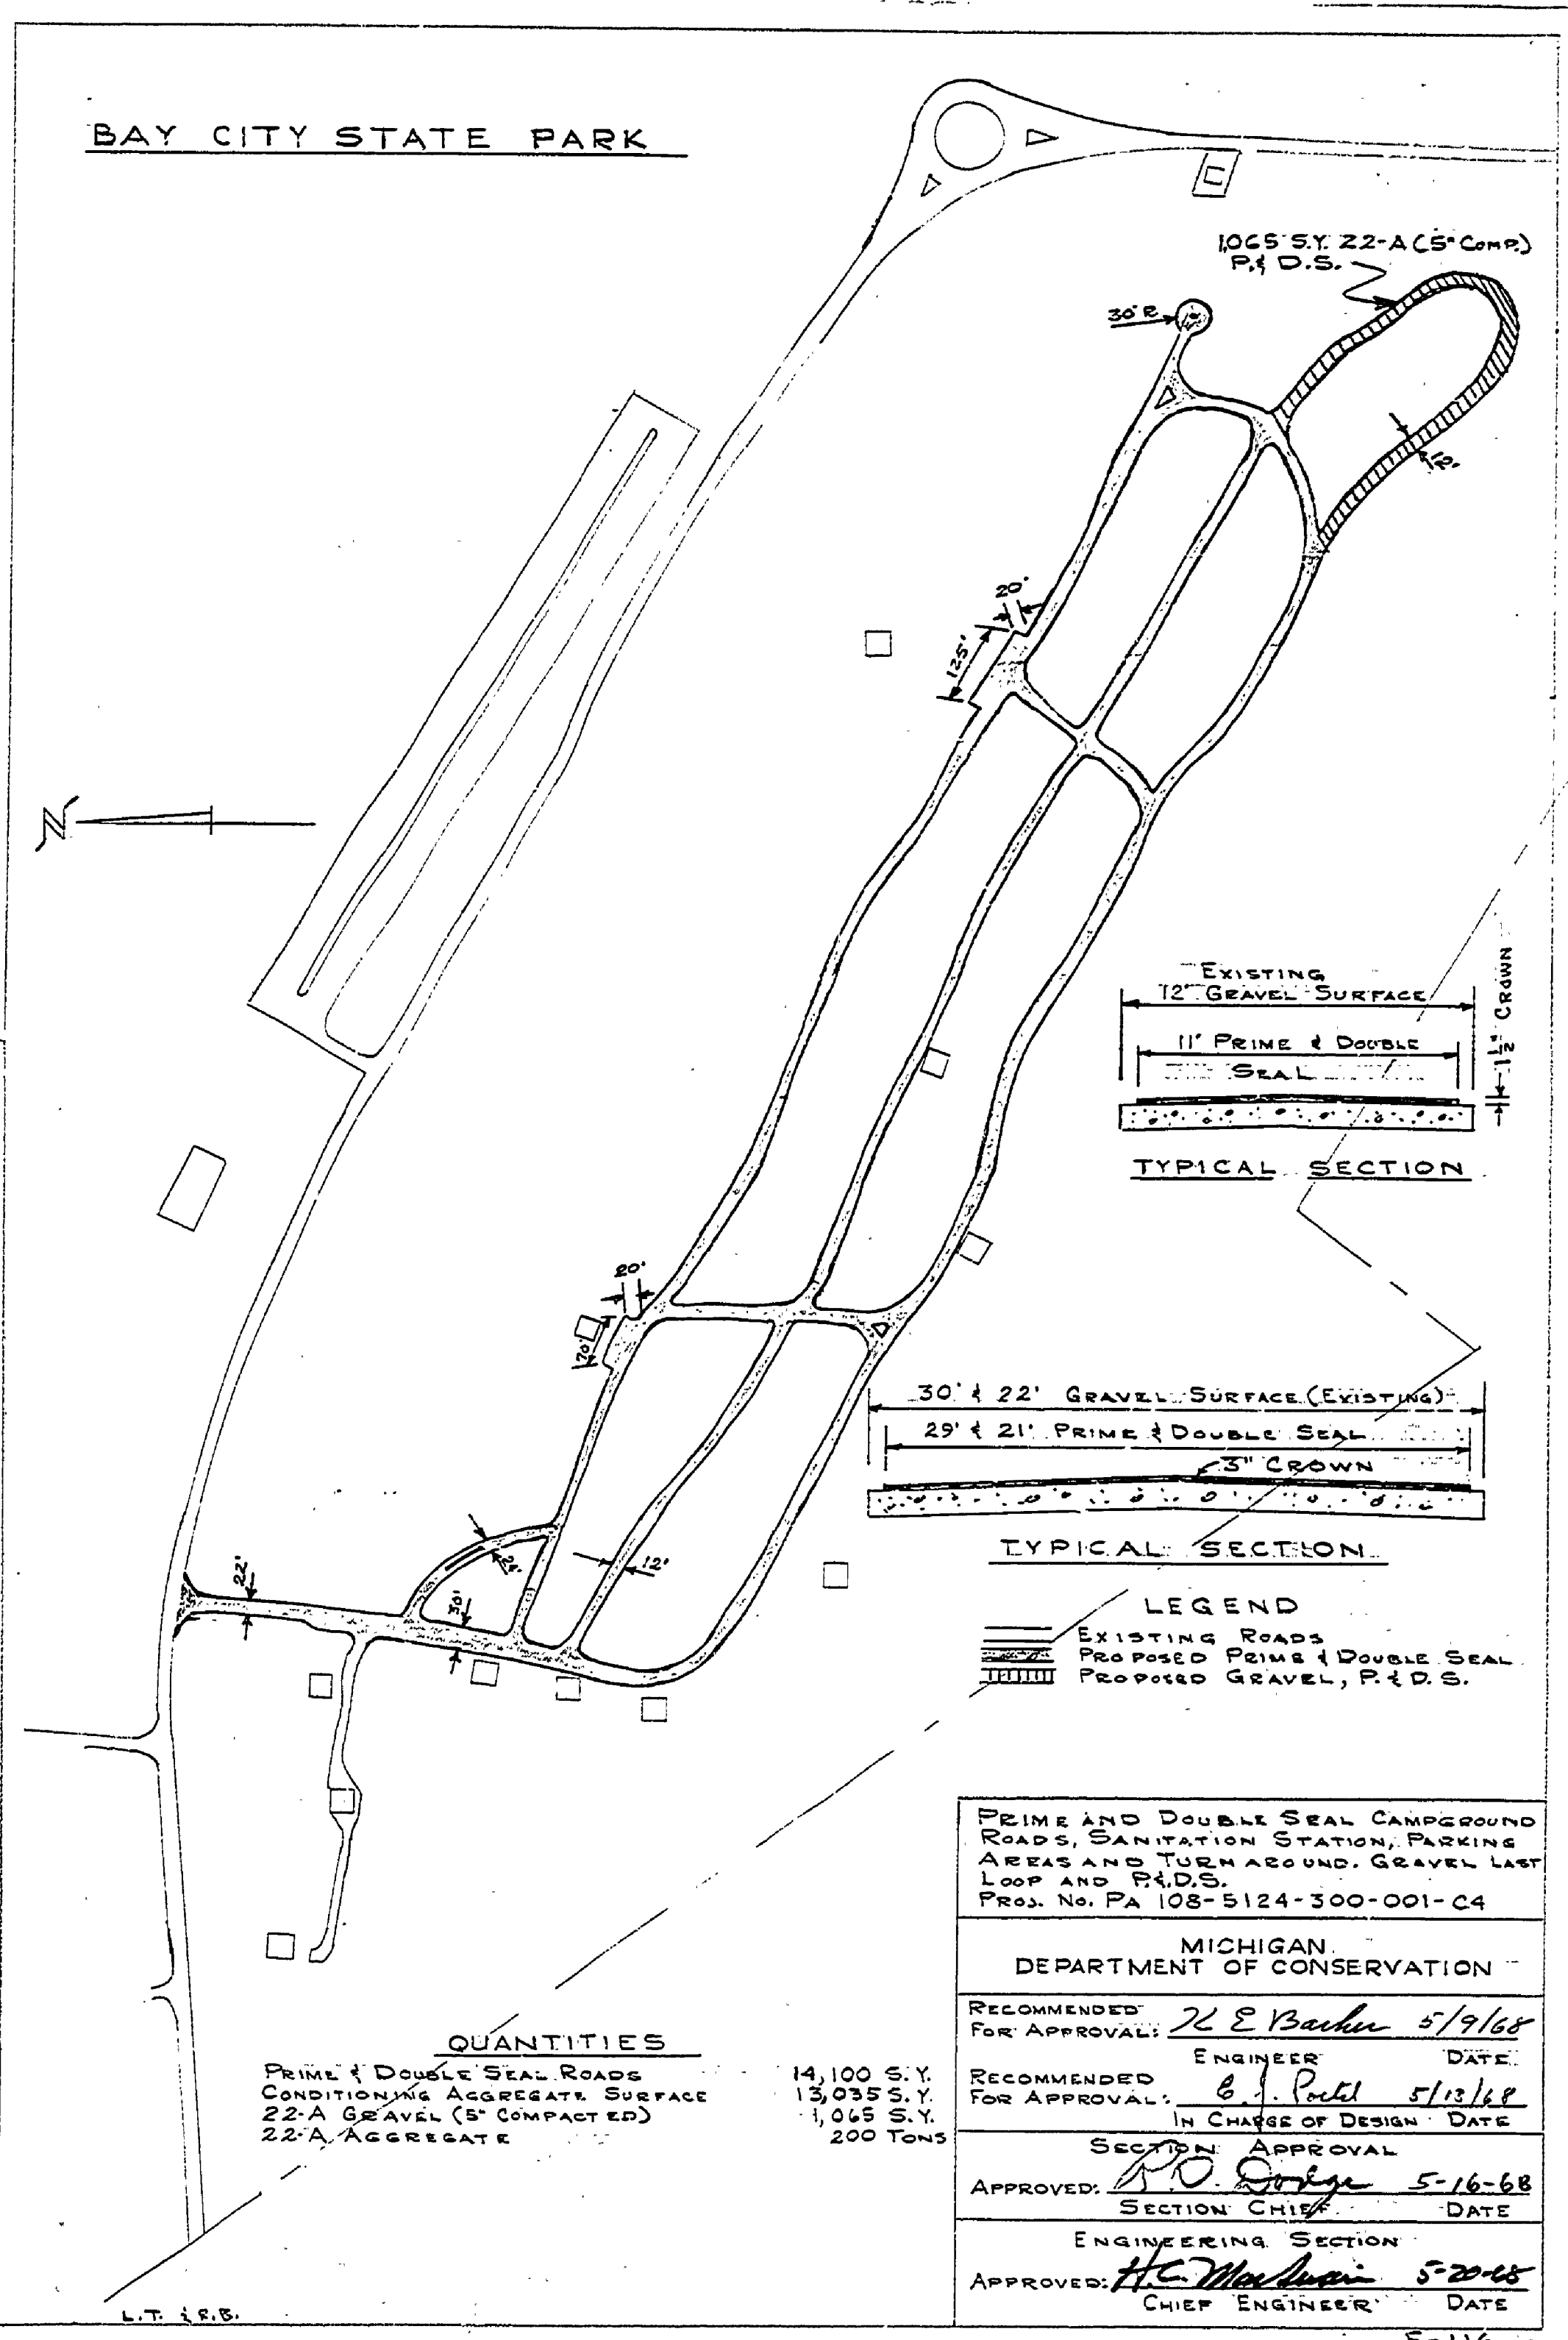 BAY CITY STATE PARK
1,065 S.Y. 22-A (5" COMP.)
P. & D.S.
30' R.
12'
20'
125'
N
EXISTING
12' GRAVEL SURFACE
11' PRIME & DOUBLE
SEAL
1 1/2" CROWN
TYPICAL SECTION
20'
70'
30' & 22' GRAVEL SURFACE (EXISTING)
29' & 21' PRIME & DOUBLE SEAL
3" CROWN
TYPICAL SECTION
22'
30'
12'
LEGEND
EXISTING ROADS
PROPOSED PRIME & DOUBLE SEAL
PROPOSED GRAVEL, P. & D. S.
PRIME AND DOUBLE SEAL CAMPGROUND
ROADS, SANITATION STATION, PARKING
AREAS AND TURNAROUND. GRAVEL LAST
LOOP AND P.&.D.S.
PROJ. NO. PA 108-5124-300-001-C4
MICHIGAN
DEPARTMENT OF CONSERVATION
RECOMMENDED
FOR APPROVAL: K E Barker 5/9/68
ENGINEER DATE
RECOMMENDED
FOR APPROVAL: 5/13/68
IN CHARGE OF DESIGN DATE
SECTION APPROVAL
APPROVED: R.O. Dodge 5-16-68
SECTION CHIEF DATE
ENGINEERING SECTION
APPROVED: H.C. 5-20-68
CHIEF ENGINEER DATE
QUANTITIES
PRIME & DOUBLE SEAL ROADS 14,100 S.Y.
CONDITIONING AGGREGATE SURFACE 13,035 S.Y.
22-A GRAVEL (5" COMPACTED) 1,065 S.Y.
22-A AGGREGATE 200 TONS
L.T. & R.B.